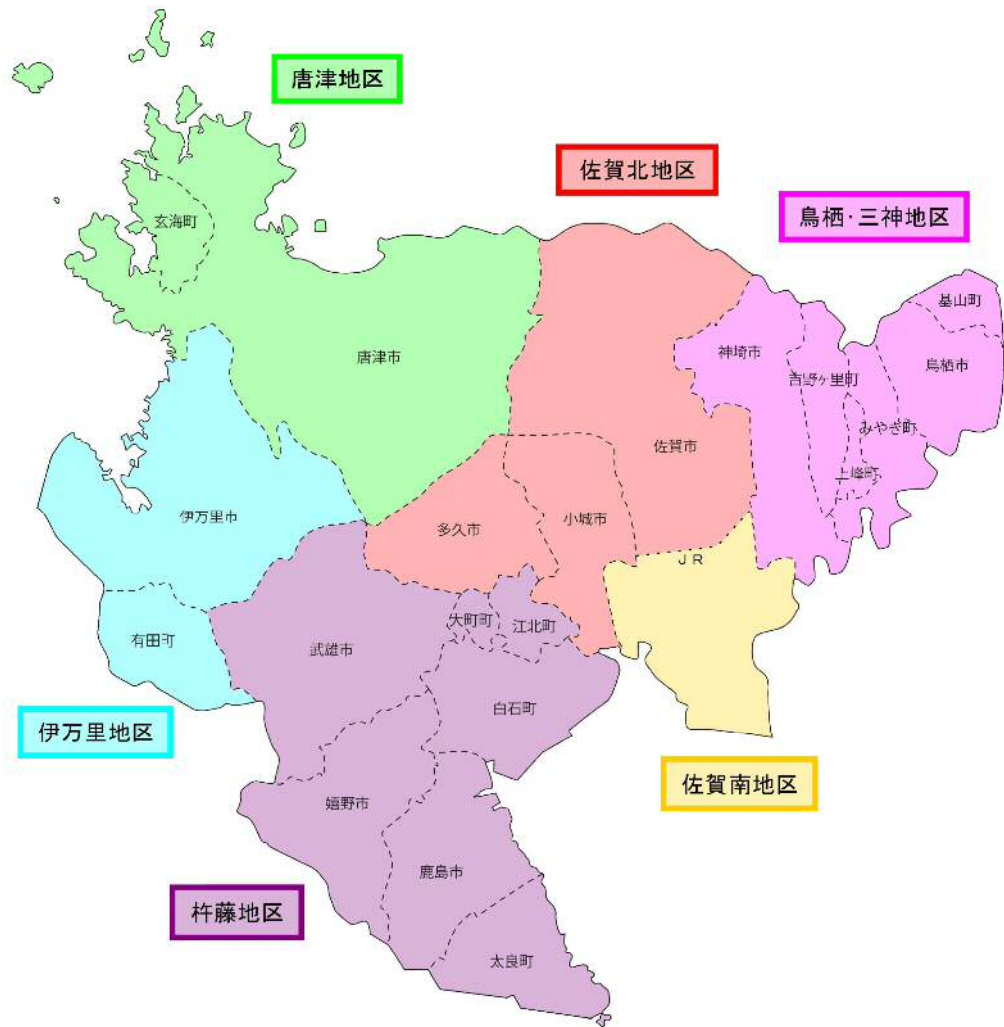 唐津地区
佐賀北地区
鳥栖・三神地区
玄海町
基山町
唐津市
神埼市
鳥栖市
吉野ヶ里町
みやき町
佐賀市
上峰町
伊万里市
多久市
小城市
JR
大町町
江北町
有田町
武雄市
白石町
伊万里地区
佐賀南地区
嬉野市
鹿島市
杵藤地区
太良町